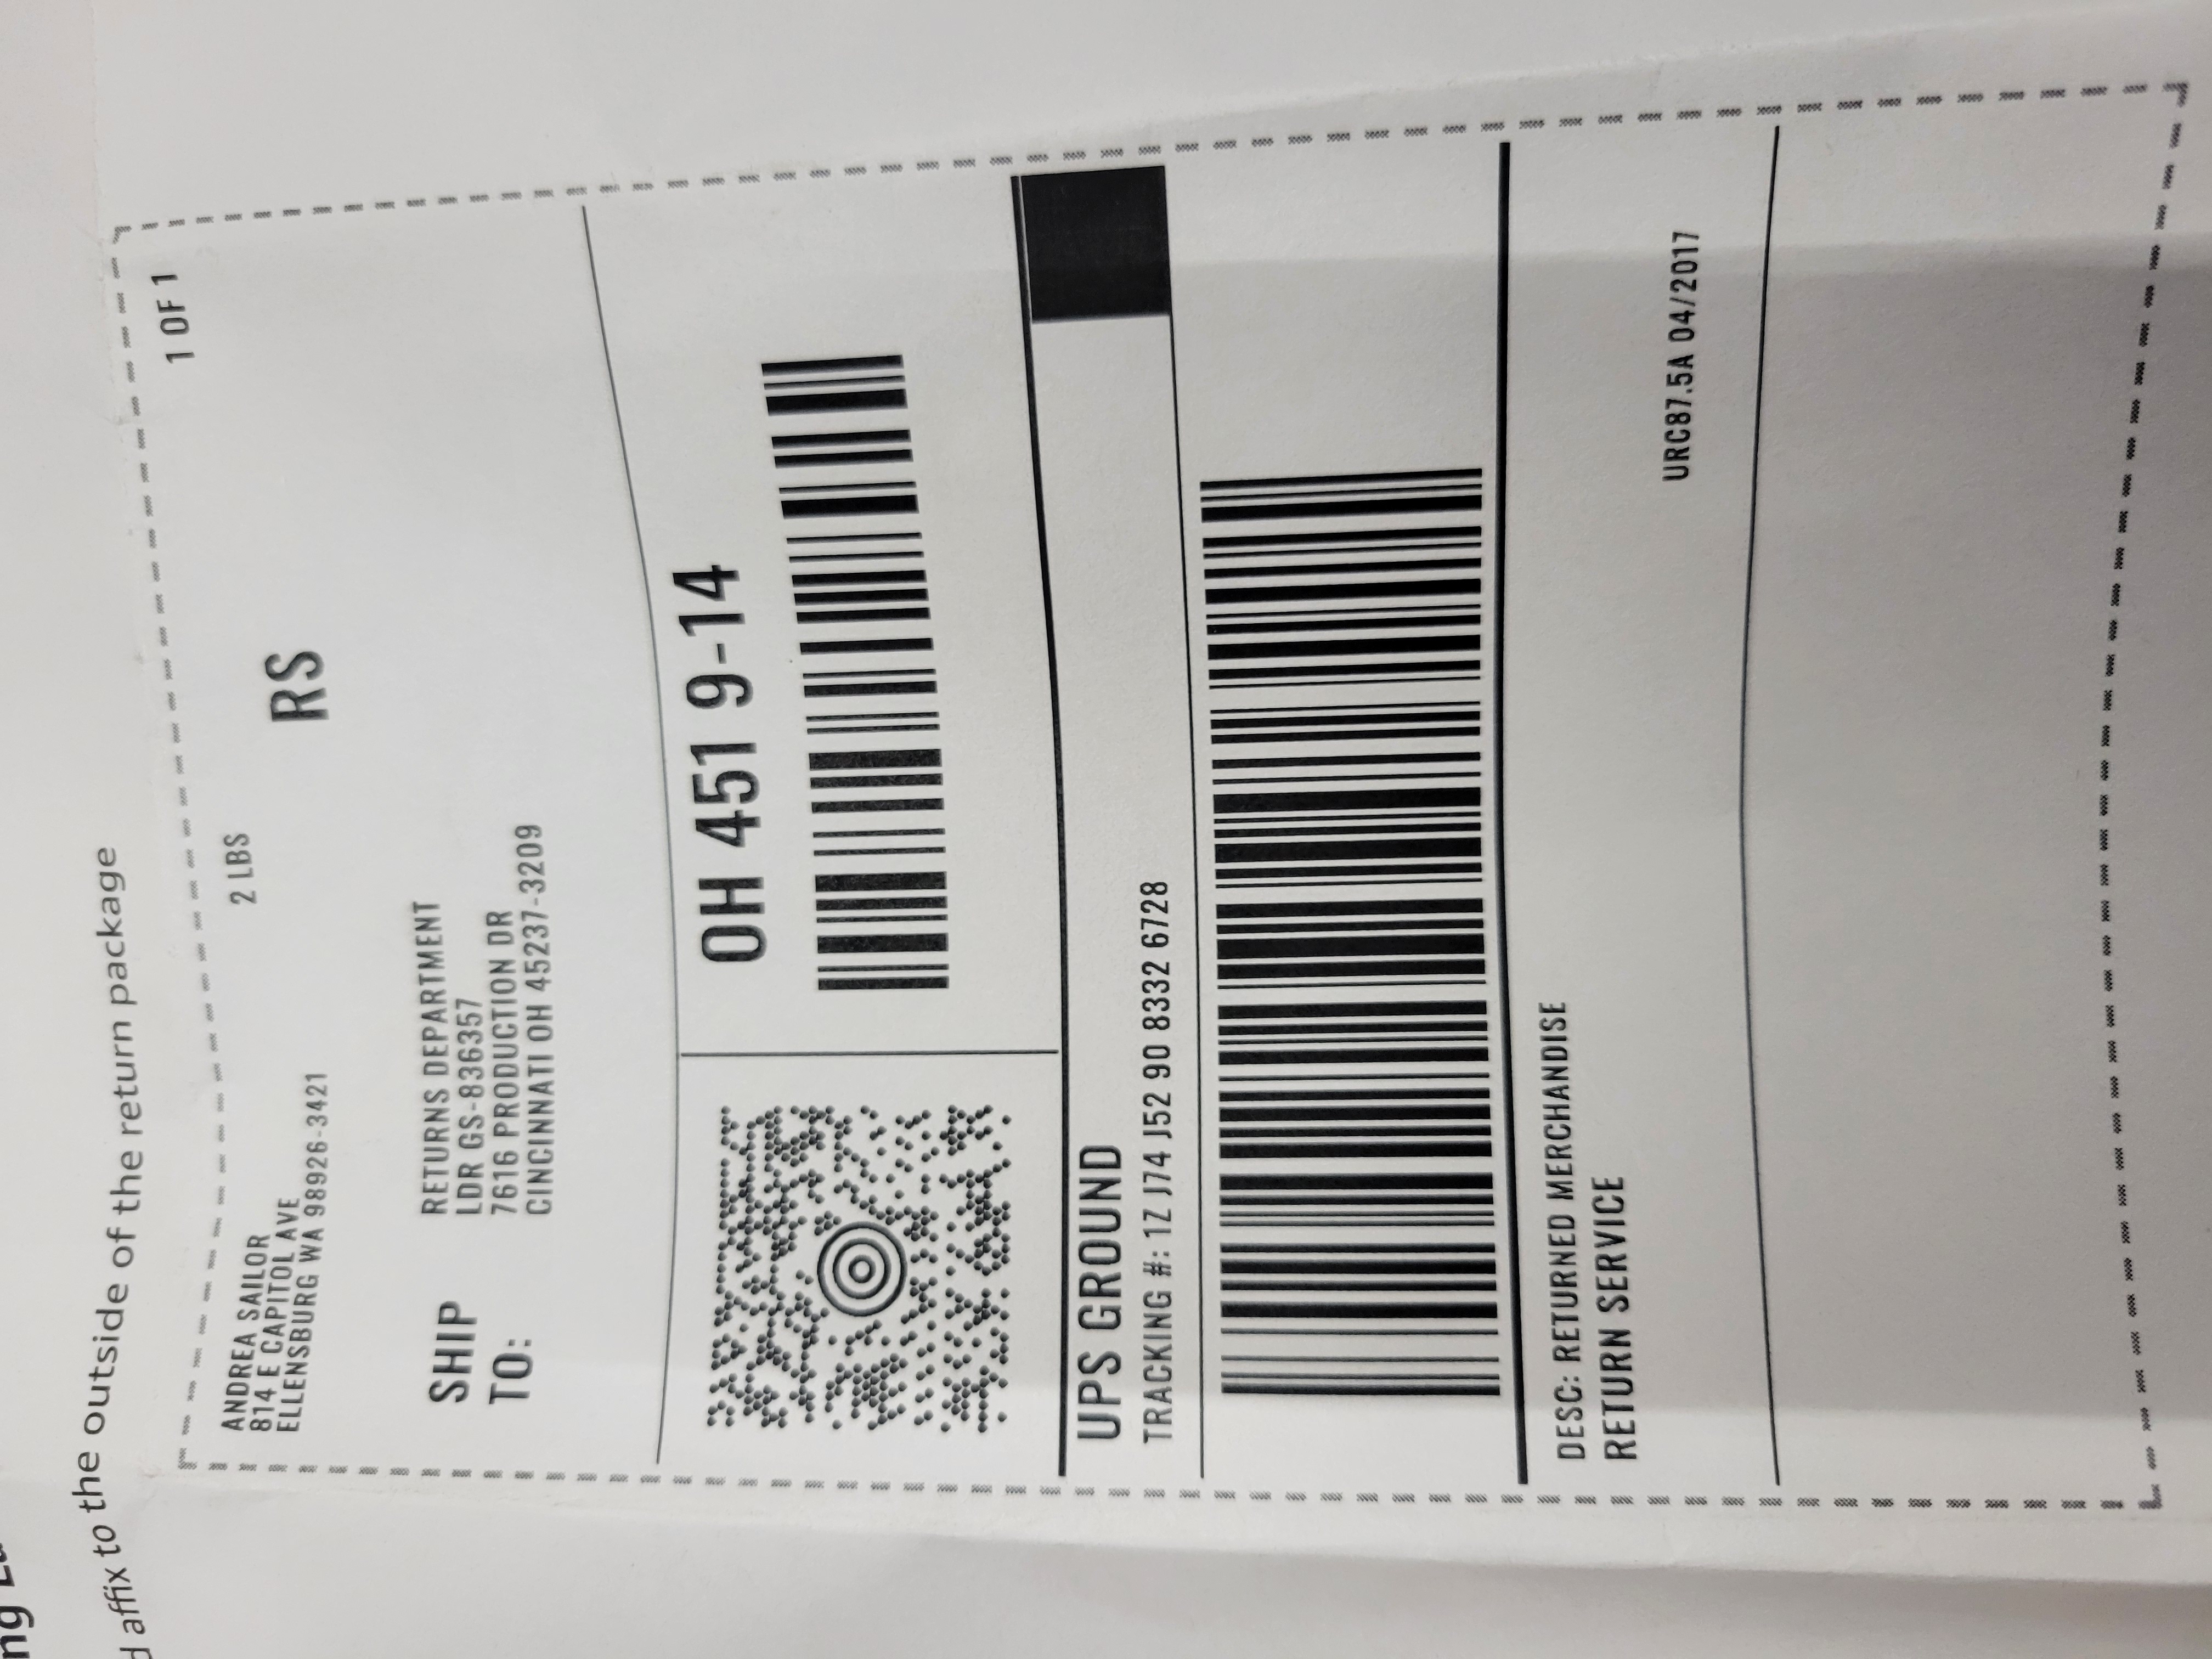 the outside of the return package
affix to
1 OF 1
ANDREA SAILOR
814 E CAPITOL AVE
ELLENSBURG WA 98926-3421
2 LBS
RS
SHIP
TO:
RETURNS DEPARTMENT
LDR GS-836357
7616 PRODUCTION DR
CINCINNATI OH 45237-3209
OH 451 9-14
UPS GROUND
TRACKING #: 1Z J74 J52 90 8332 6728
DESC: RETURNED MERCHANDISE
RETURN SERVICE
URC87.5A 04/2017